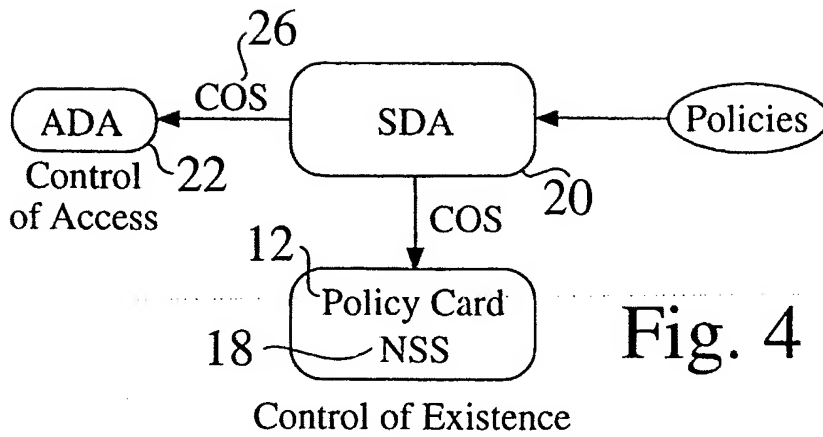 26
COS
ADA
SDA
Policies
22
Control
of Access
20
COS
12
Policy Card
18
NSS
Fig. 4
Control of Existence